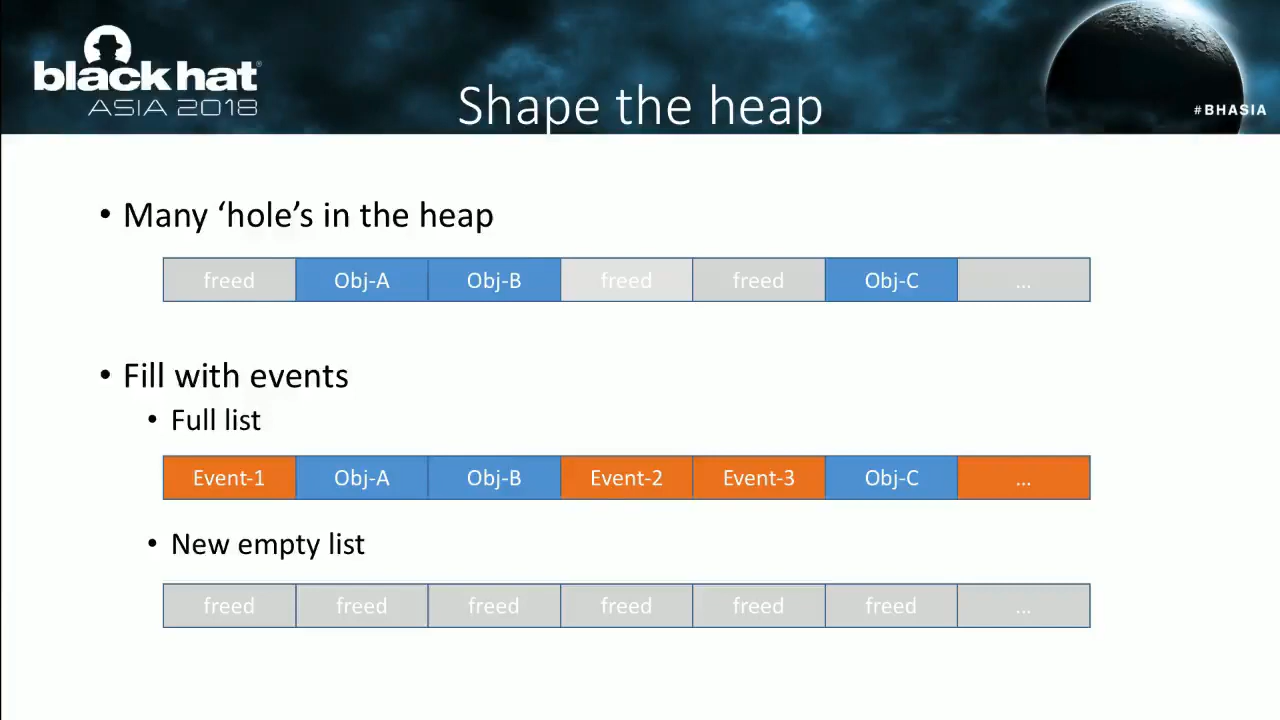 black hat®
ASIA 2018
Shape the heap
#BHASIA
• Many ‘hole’s in the heap
freed Obj-A Obj-B freed freed Obj-C ...
• Fill with events
• Full list
Event-1 Obj-A Obj-B Event-2 Event-3 Obj-C ...
• New empty list
freed freed freed freed freed freed ...